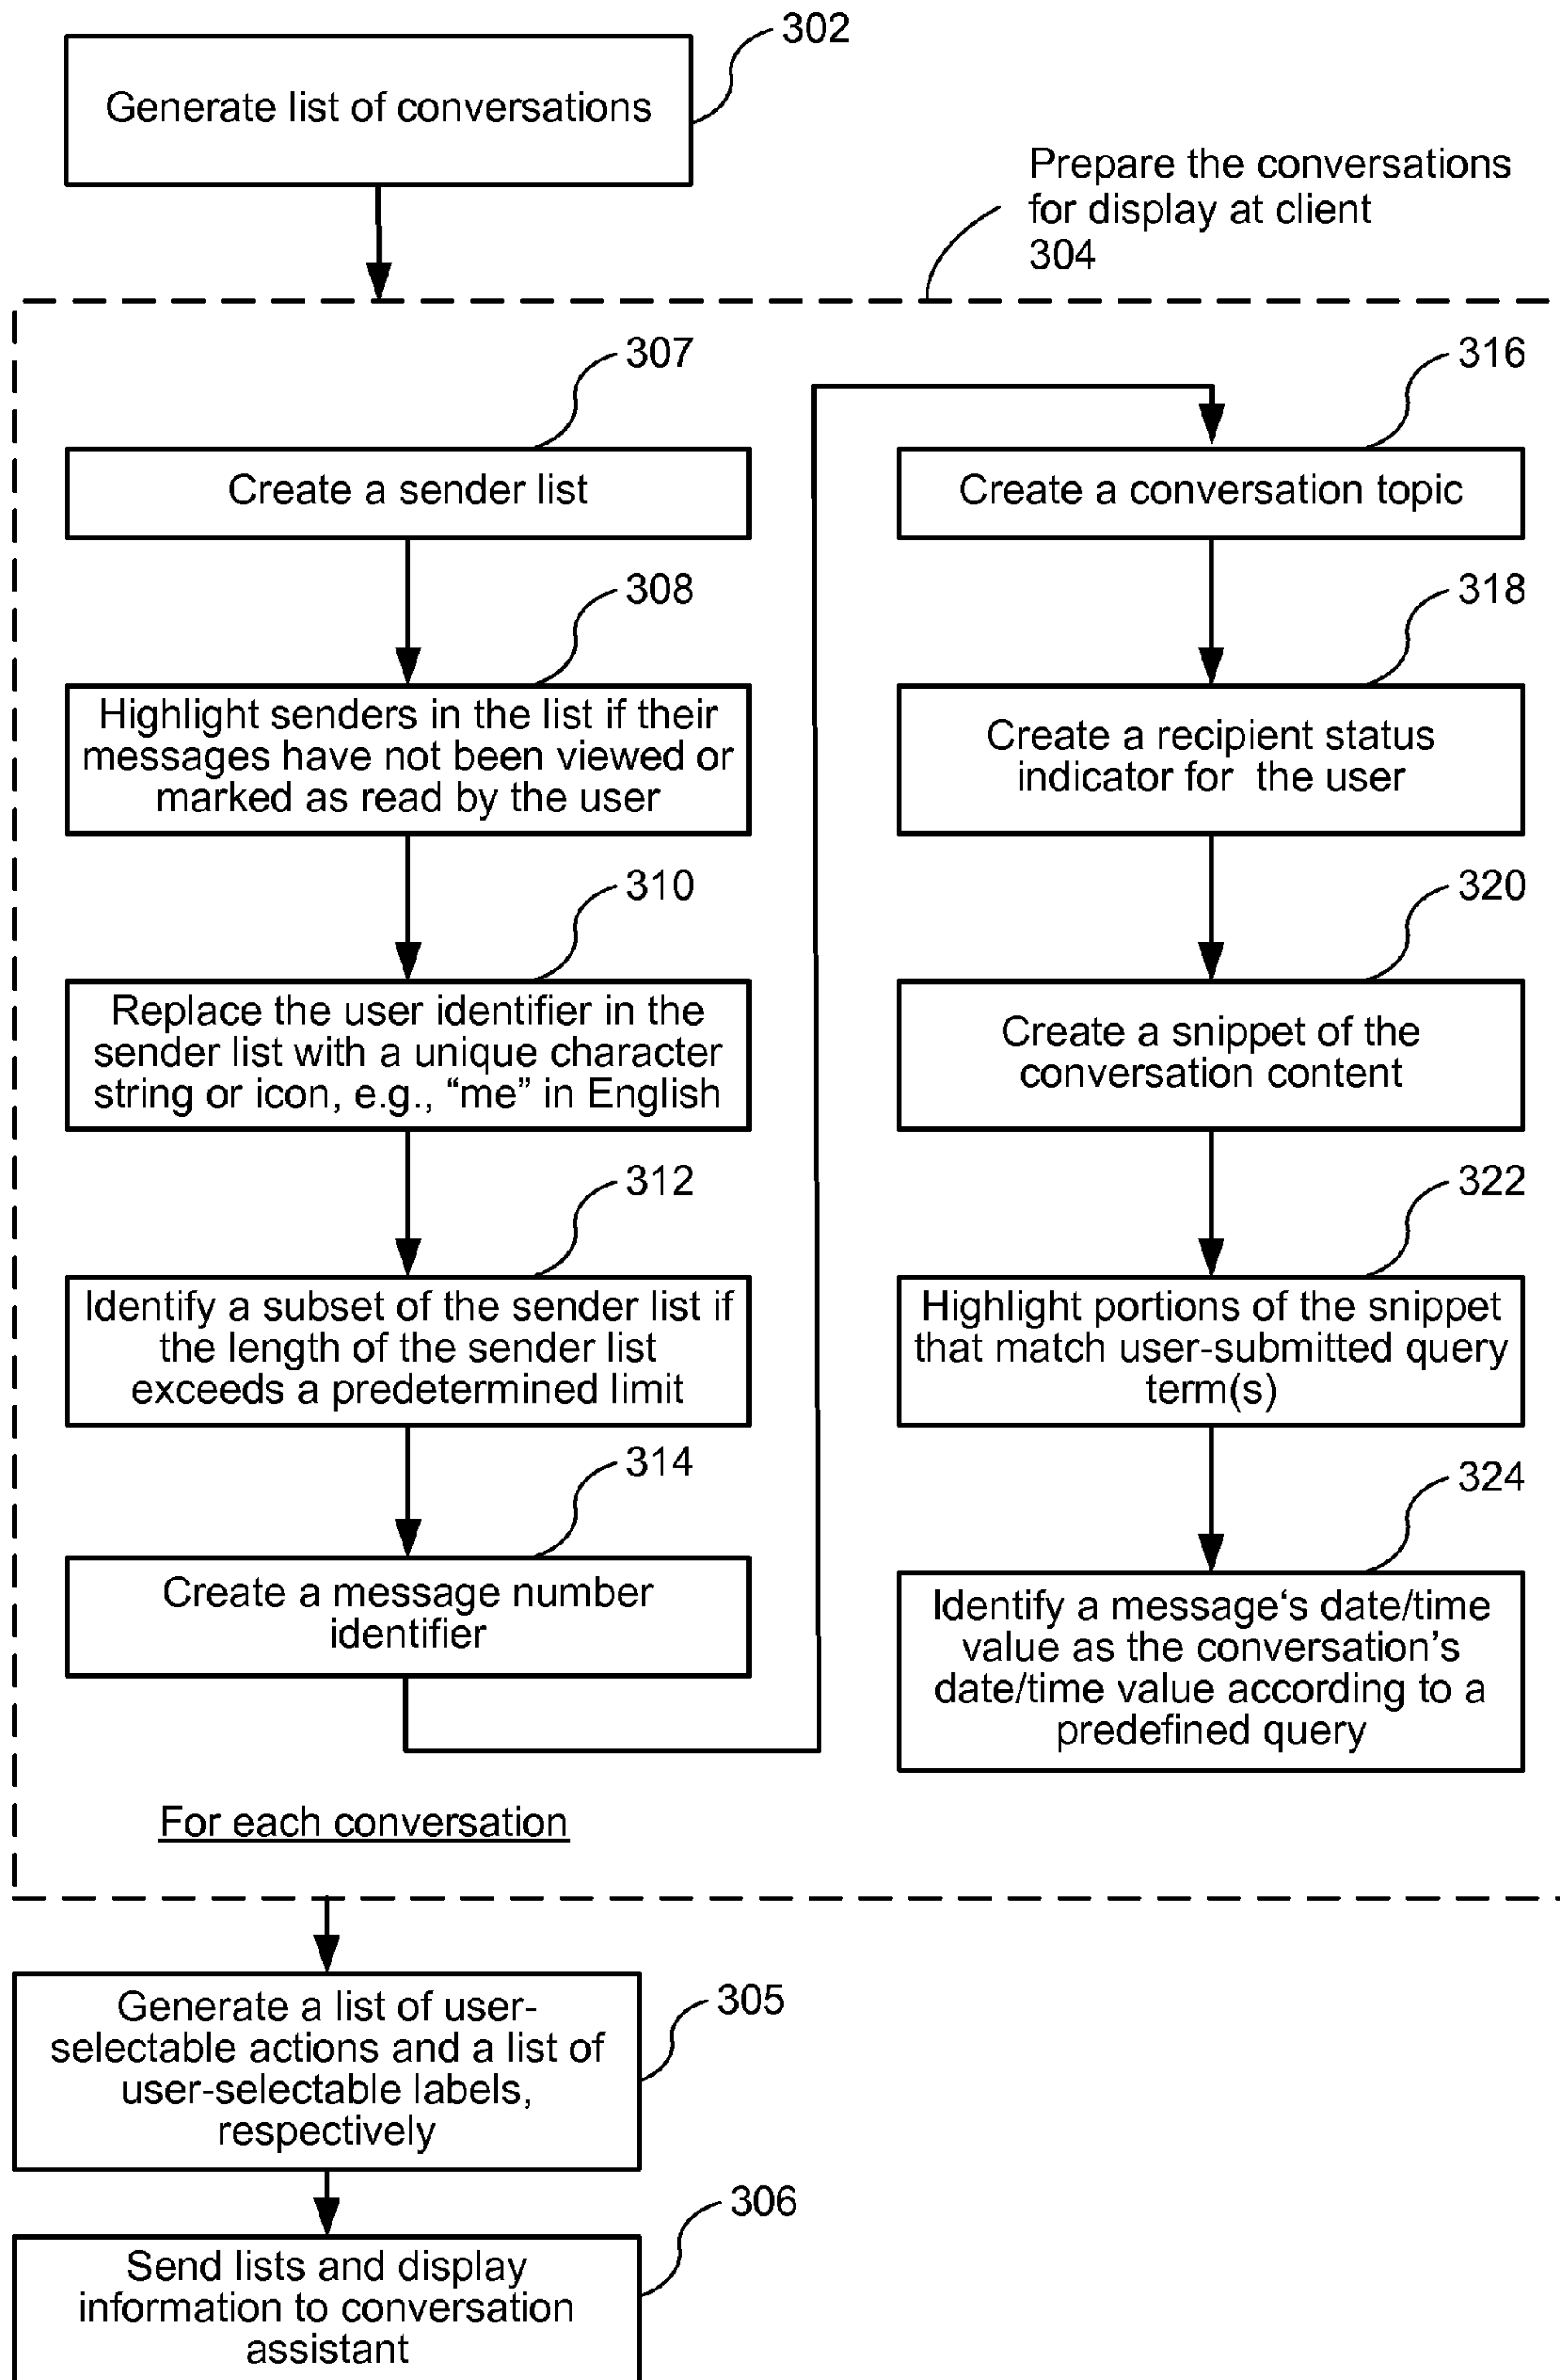 302
Generate list of conversations
Prepare the conversations
for display at client
304
307
Create a sender list
308
Highlight senders in the list if their
messages have not been viewed or
marked as read by the user
310
Replace the user identifier in the
sender list with a unique character
string or icon, e.g., “me” in English
312
Identify a subset of the sender list if
the length of the sender list
exceeds a predetermined limit
314
Create a message number
identifier
316
Create a conversation topic
318
Create a recipient status
indicator for the user
320
Create a snippet of the
conversation content
322
Highlight portions of the snippet
that match user-submitted query
term(s)
324
Identify a message‘s date/time
value as the conversation’s
date/time value according to a
predefined query
For each conversation
305
Generate a list of user-
selectable actions and a list of
user-selectable labels,
respectively
306
Send lists and display
information to conversation
assistant